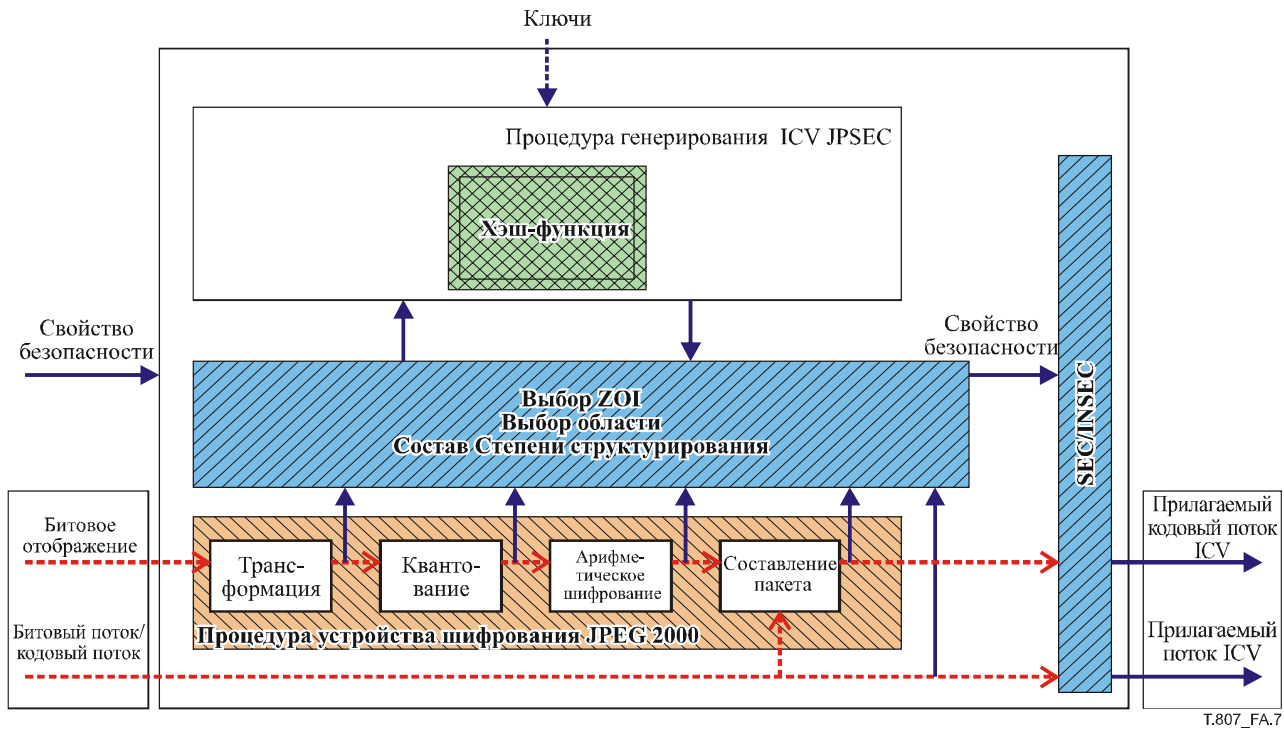 Ключи
Процедура генерирования ICV JPSEC
Хэш-функция
Свойство
безопасности
Свойство
безопасности
Выбор ZOI
Выбор области
Состав Степени структурирования
SEC/INSEC
Битовое
отображение
Транс-
формация
Кванто-
вание
Арифме-
тическое
шифрование
Составление
пакета
Прилагаемый
кодовый поток
ICV
Процедура устройства шифрования JPEG 2000
Битовый поток/
кодовый поток
Прилагаемый
поток ICV
T.807_FA.7